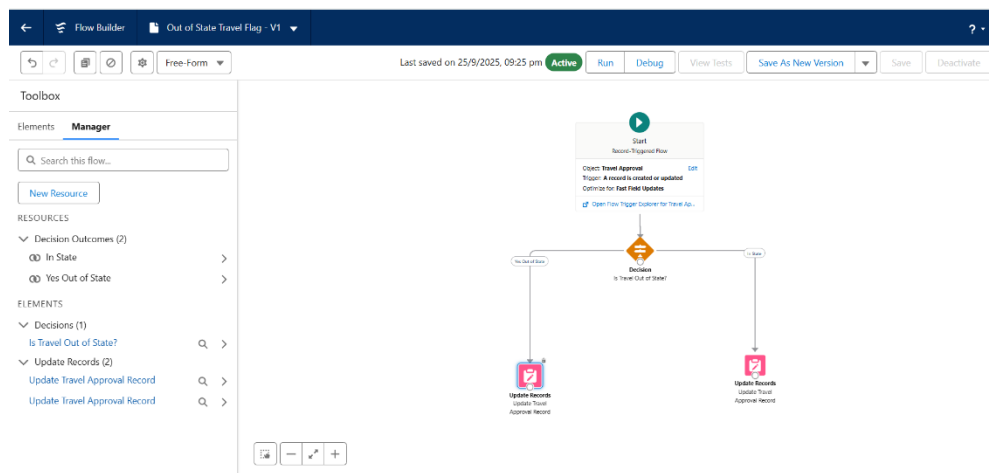 Flow Builder
Out of State Travel Flag - V1
?
Free-Form
Last saved on 25/9/2025, 09:25 pm
Active
Run
Debug
View Tests
Save As New Version
Save
Deactivate
Toolbox
Elements
Manager
Search this flow...
New Resource
RESOURCES
Decision Outcomes (2)
In State
Yes Out of State
ELEMENTS
Decisions (1)
Is Travel Out of State?
Update Records (2)
Update Travel Approval Record
Update Travel Approval Record
Start
Record-Triggered Flow
Object: Travel Approval
Edit
Trigger: A record is created or updated
Optimize for: Fast Field Updates
Open Flow Trigger Explorer for Travel Ap...
Yes Out of State
In State
Decision
Is Travel Out of State?
Update Records
Update Travel
Approval Record
Update Records
Update Travel
Approval Record